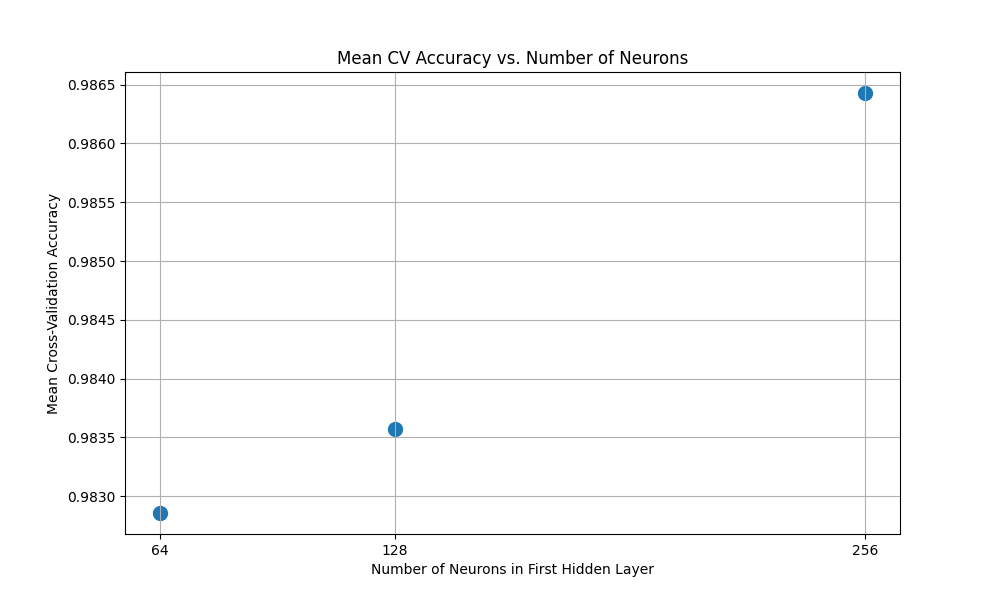 Mean CV Accuracy vs. Number of Neurons
Mean Cross-Validation Accuracy
0.9865
0.9860
0.9855
0.9850
0.9845
0.9840
0.9835
0.9830
64 128 256
Number of Neurons in First Hidden Layer